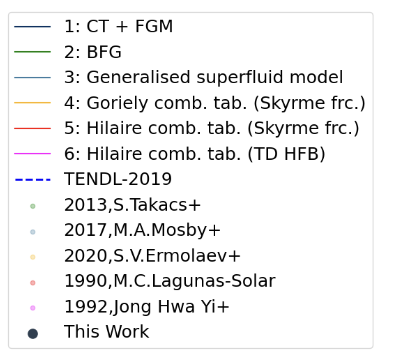 1: CT + FGM
2: BFG
3: Generalised superfluid model
4: Goriely comb. tab. (Skyrme frc.)
5: Hilaire comb. tab. (Skyrme frc.)
6: Hilaire comb. tab. (TD HFB)
TENDL-2019
2013,S.Takacs+
2017,M.A.Mosby+
2020,S.V.Ermolaev+
1990,M.C.Lagunas-Solar
1992,Jong Hwa Yi+
This Work